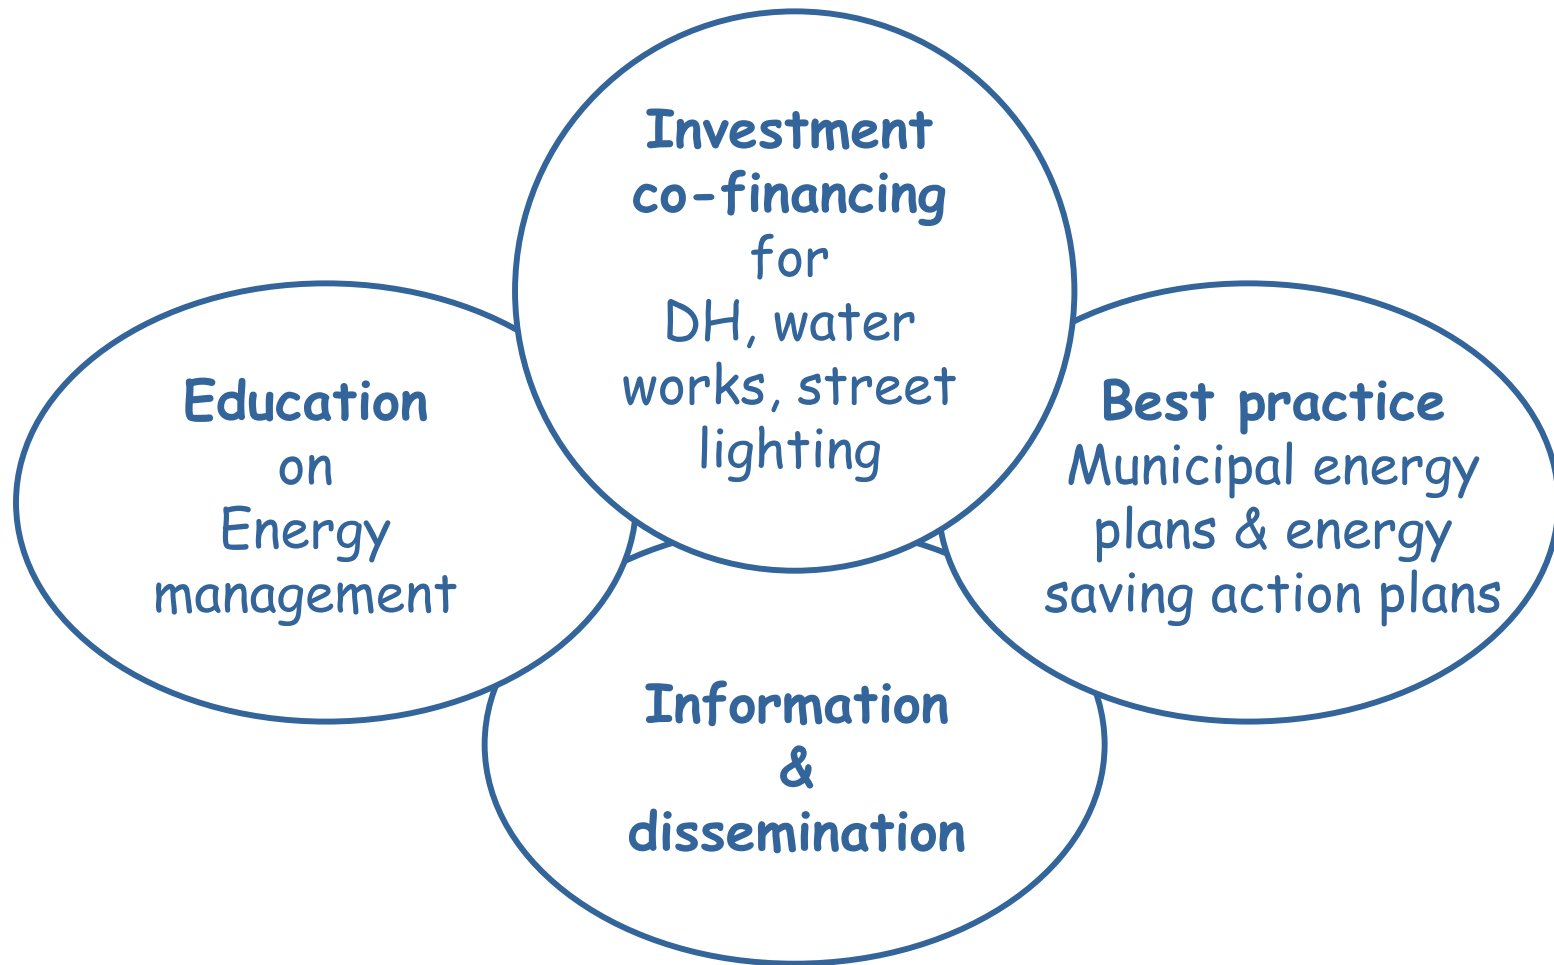 Investment
co-financing
for
DH, water
works, street
lighting
Education
on
Energy
management
Best practice
Municipal energy
plans & energy
saving action plans
Information
&
dissemination